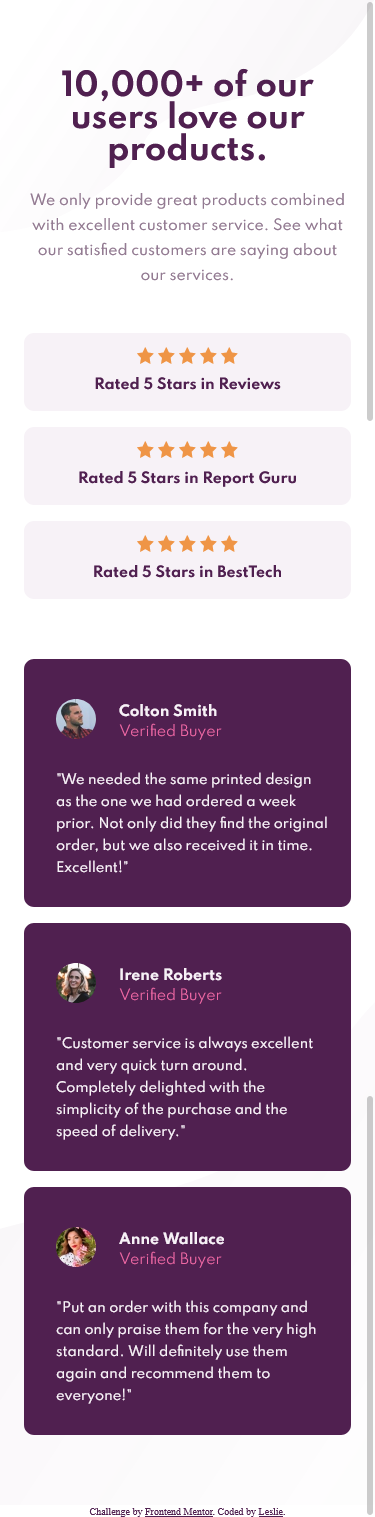 10,000+ of our
users love our
products.
We only provide great products combined
with excellent customer service. See what
our satisfied customers are saying about
our services.
Rated 5 Stars in Reviews
Rated 5 Stars in Report Guru
Rated 5 Stars in BestTech
Colton Smith
Verified Buyer
"We needed the same printed design
as the one we had ordered a week
prior. Not only did they find the original
order, but we also received it in time.
Excellent!"
Irene Roberts
Verified Buyer
"Customer service is always excellent
and very quick turn around.
Completely delighted with the
simplicity of the purchase and the
speed of delivery."
Anne Wallace
Verified Buyer
"Put an order with this company and
can only praise them for the very high
standard. Will definitely use them
again and recommend them to
everyone!"
Challenge by Frontend Mentor. Coded by Leslie.